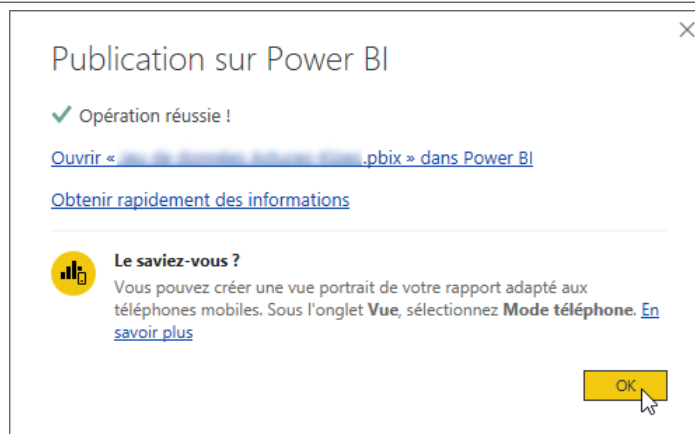 Publication sur Power BI
Opération réussie !
Ouvrir « .pbix » dans Power BI
Obtenir rapidement des informations
Le saviez-vous ?
Vous pouvez créer une vue portrait de votre rapport adapté aux
téléphones mobiles. Sous l'onglet Vue, sélectionnez Mode téléphone. En
savoir plus
OK